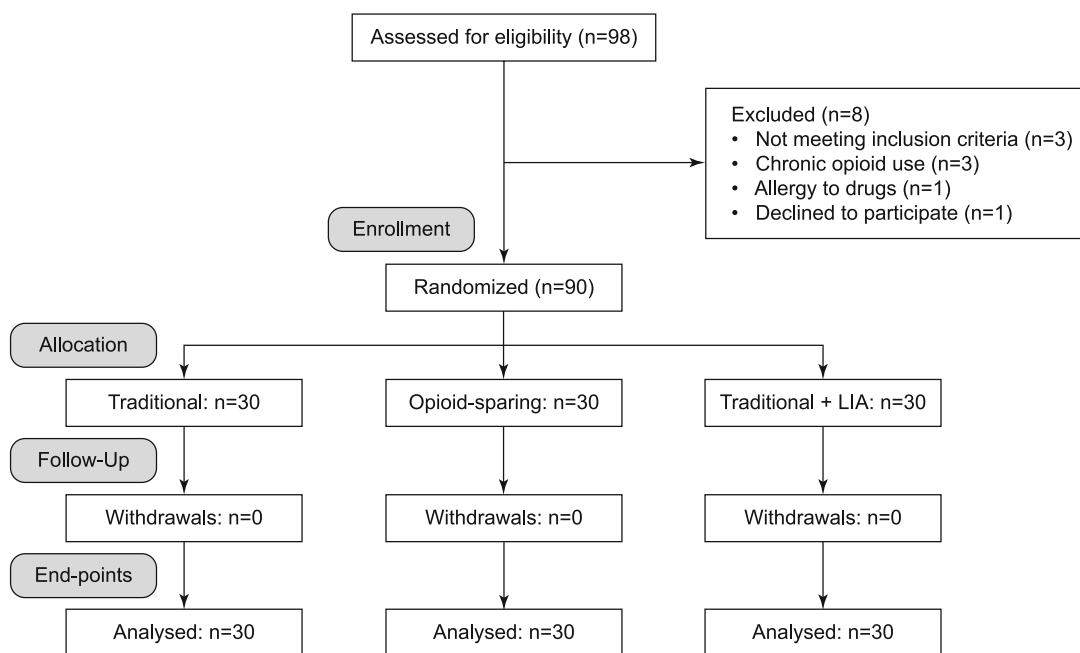 Assessed for eligibility (n=98)
Excluded (n=8)
• Not meeting inclusion criteria (n=3)
• Chronic opioid use (n=3)
• Allergy to drugs (n=1)
• Declined to participate (n=1)
Enrollment
Randomized (n=90)
Allocation
Traditional: n=30
Opioid-sparing: n=30
Traditional + LIA: n=30
Follow-Up
Withdrawals: n=0
Withdrawals: n=0
Withdrawals: n=0
End-points
Analysed: n=30
Analysed: n=30
Analysed: n=30